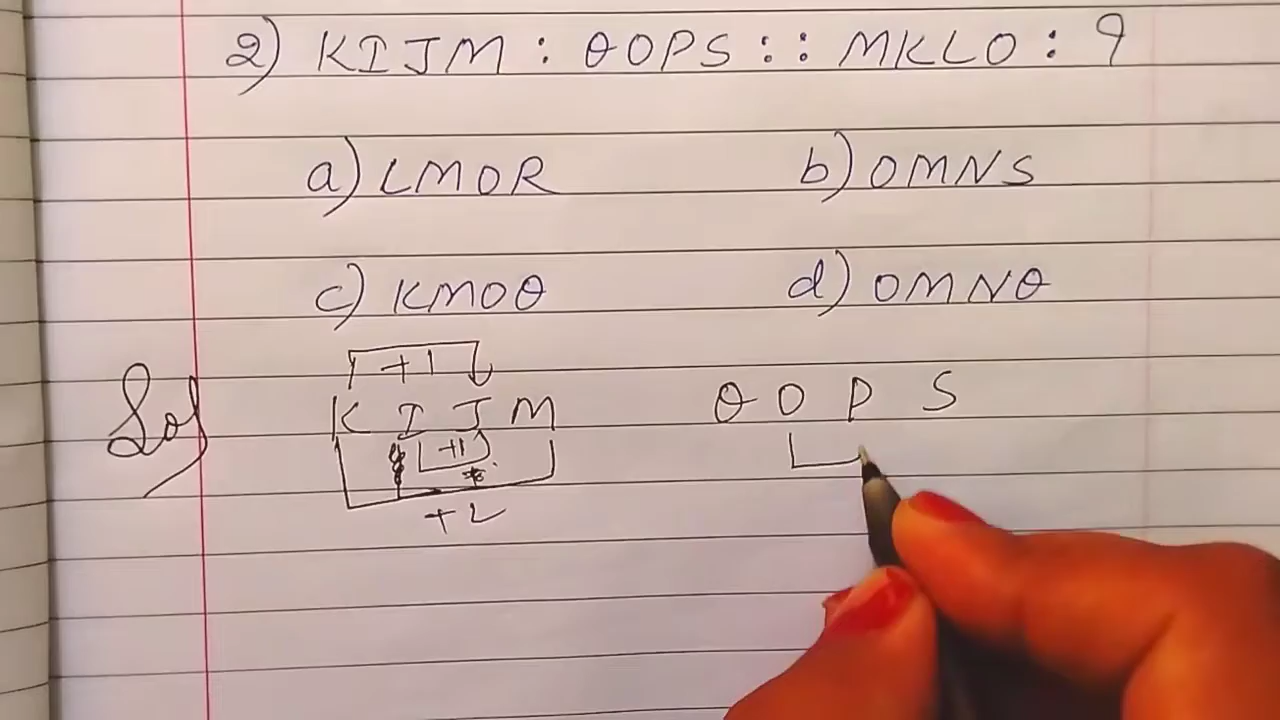 2) KIJM : QOPS :: MKLO : ?
a) LMOR b) OMNS
c) KMOQ d) OMNQ
+1
Sol K I J M Q O P S
+1
+2